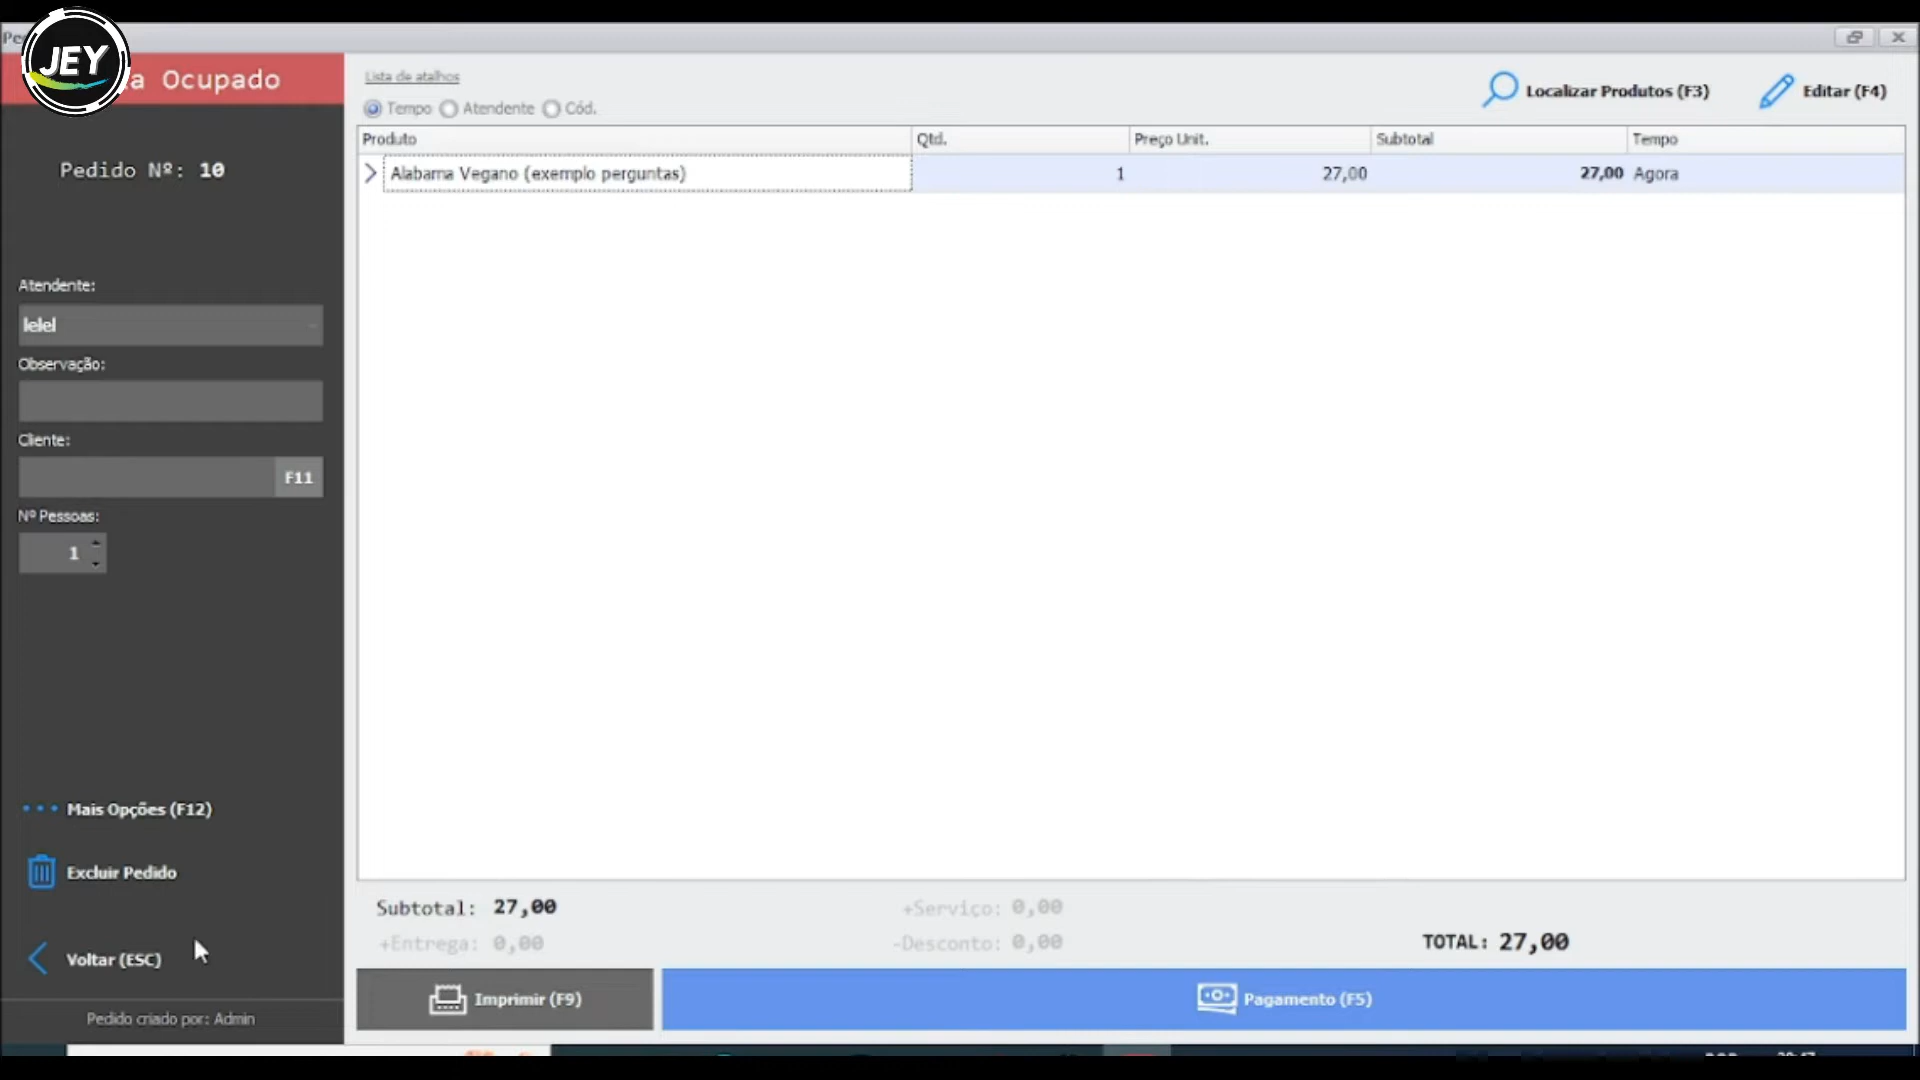 JEY
Ocupado
Pedido Nº: 10
Atendente:
lelel
Observação:
Cliente:
F11
Nº Pessoas:
1
Mais Opções (F12)
Excluir Pedido
Voltar (ESC)
Pedido criado por: Admin
Lista de atalhos
Tempo Atendente Cód.
Localizar Produtos (F3) Editar (F4)
Produto Qtd. Preço Unit. Subtotal Tempo
Alabama Vegano (exemplo perguntas) 1 27,00 27,00 Agora
Subtotal: 27,00 +Serviço: 0,00
+Entrega: 0,00 -Desconto: 0,00 TOTAL: 27,00
Imprimir (F9) Pagamento (F5)